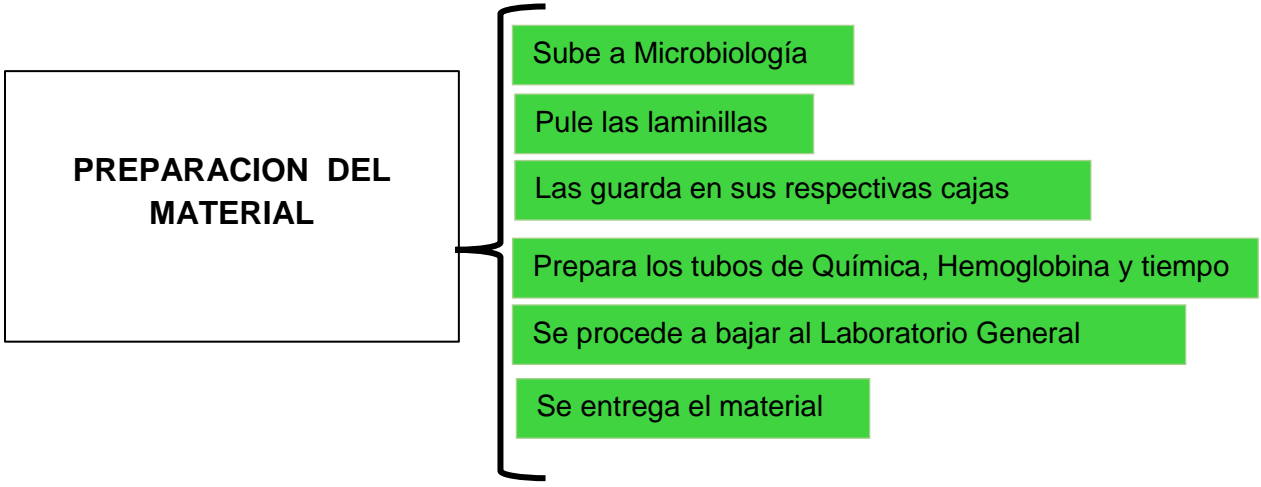 PREPARACION DEL
MATERIAL
Sube a Microbiología
Pule las laminillas
Las guarda en sus respectivas cajas
Prepara los tubos de Química, Hemoglobina y tiempo
Se procede a bajar al Laboratorio General
Se entrega el material